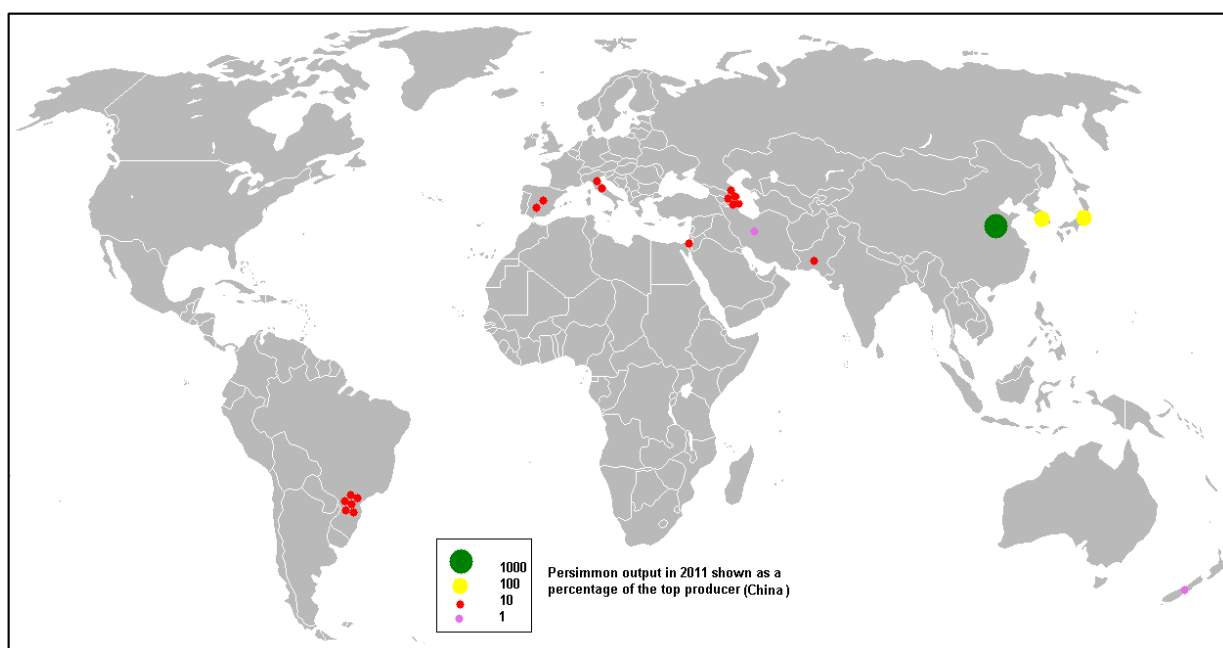 1000
100
10
1
Persimmon output in 2011 shown as a
percentage of the top producer (China)